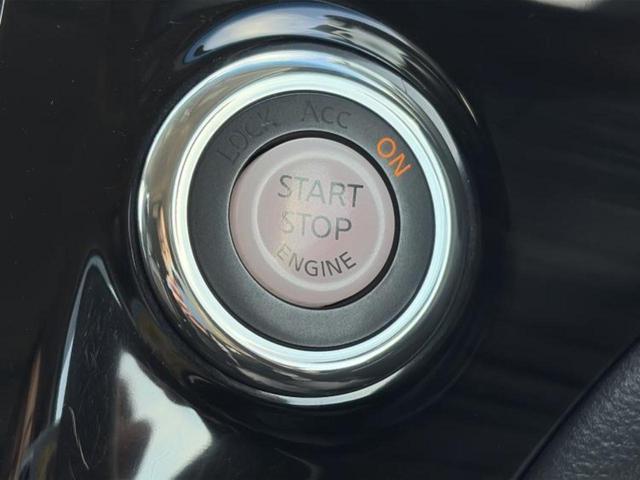 LOCK ACC ON
START
STOP
ENGINE